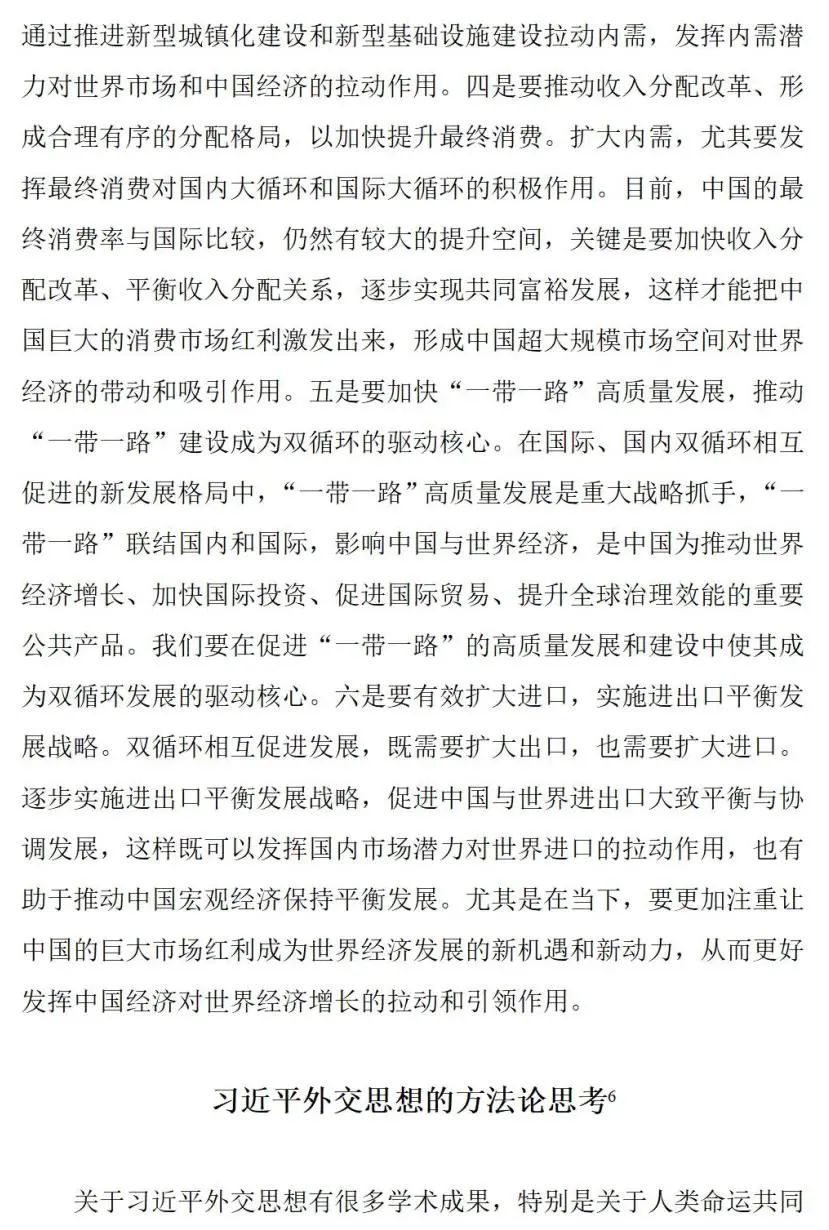 通过推进新型城镇化建设和新型基础设施建设拉动内需，发挥内需潜
力对世界市场和中国经济的拉动作用。四是要推动收入分配改革、形
成合理有序的分配格局，以加快提升最终消费。扩大内需，尤其要发
挥最终消费对国内大循环和国际大循环的积极作用。目前，中国的最
终消费率与国际比较，仍然有较大的提升空间，关键是要加快收入分
配改革、平衡收入分配关系，逐步实现共同富裕发展，这样才能把中
国巨大的消费市场红利激发出来，形成中国超大规模市场空间对世界
经济的带动和吸引作用。五是要加快“一带一路”高质量发展，推动
“一带一路”建设成为双循环的驱动核心。在国际、国内双循环相互
促进的新发展格局中，“一带一路”高质量发展是重大战略抓手，“一
带一路”联结国内和国际，影响中国与世界经济，是中国为推动世界
经济增长、加快国际投资、促进国际贸易、提升全球治理效能的重要
公共产品。我们要在促进“一带一路”的高质量发展和建设中使其成
为双循环发展的驱动核心。六是要有效扩大进口，实施进出口平衡发
展战略。双循环相互促进发展，既需要扩大出口，也需要扩大进口。
逐步实施进出口平衡发展战略，促进中国与世界进出口大致平衡与协
调发展，这样既可以发挥国内市场潜力对世界进口的拉动作用，也有
助于推动中国宏观经济保持平衡发展。尤其是在当下，要更加注重让
中国的巨大市场红利成为世界经济发展的新机遇和新动力，从而更好
发挥中国经济对世界经济增长的拉动和引领作用。
习近平外交思想的方法论思考⁶
关于习近平外交思想有很多学术成果，特别是关于人类命运共同